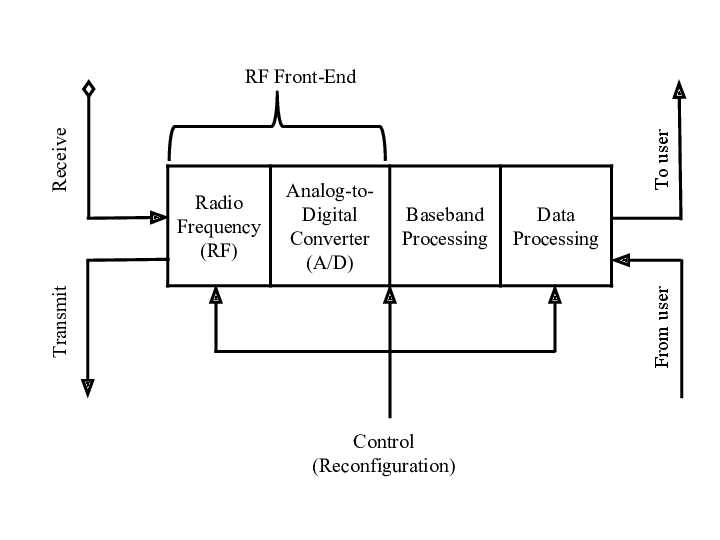 RF Front-End
Receive
To user
Radio
Frequency
(RF)
Analog-to-
Digital
Converter
(A/D)
Baseband
Processing
Data
Processing
Transmit
From user
Control
(Reconfiguration)